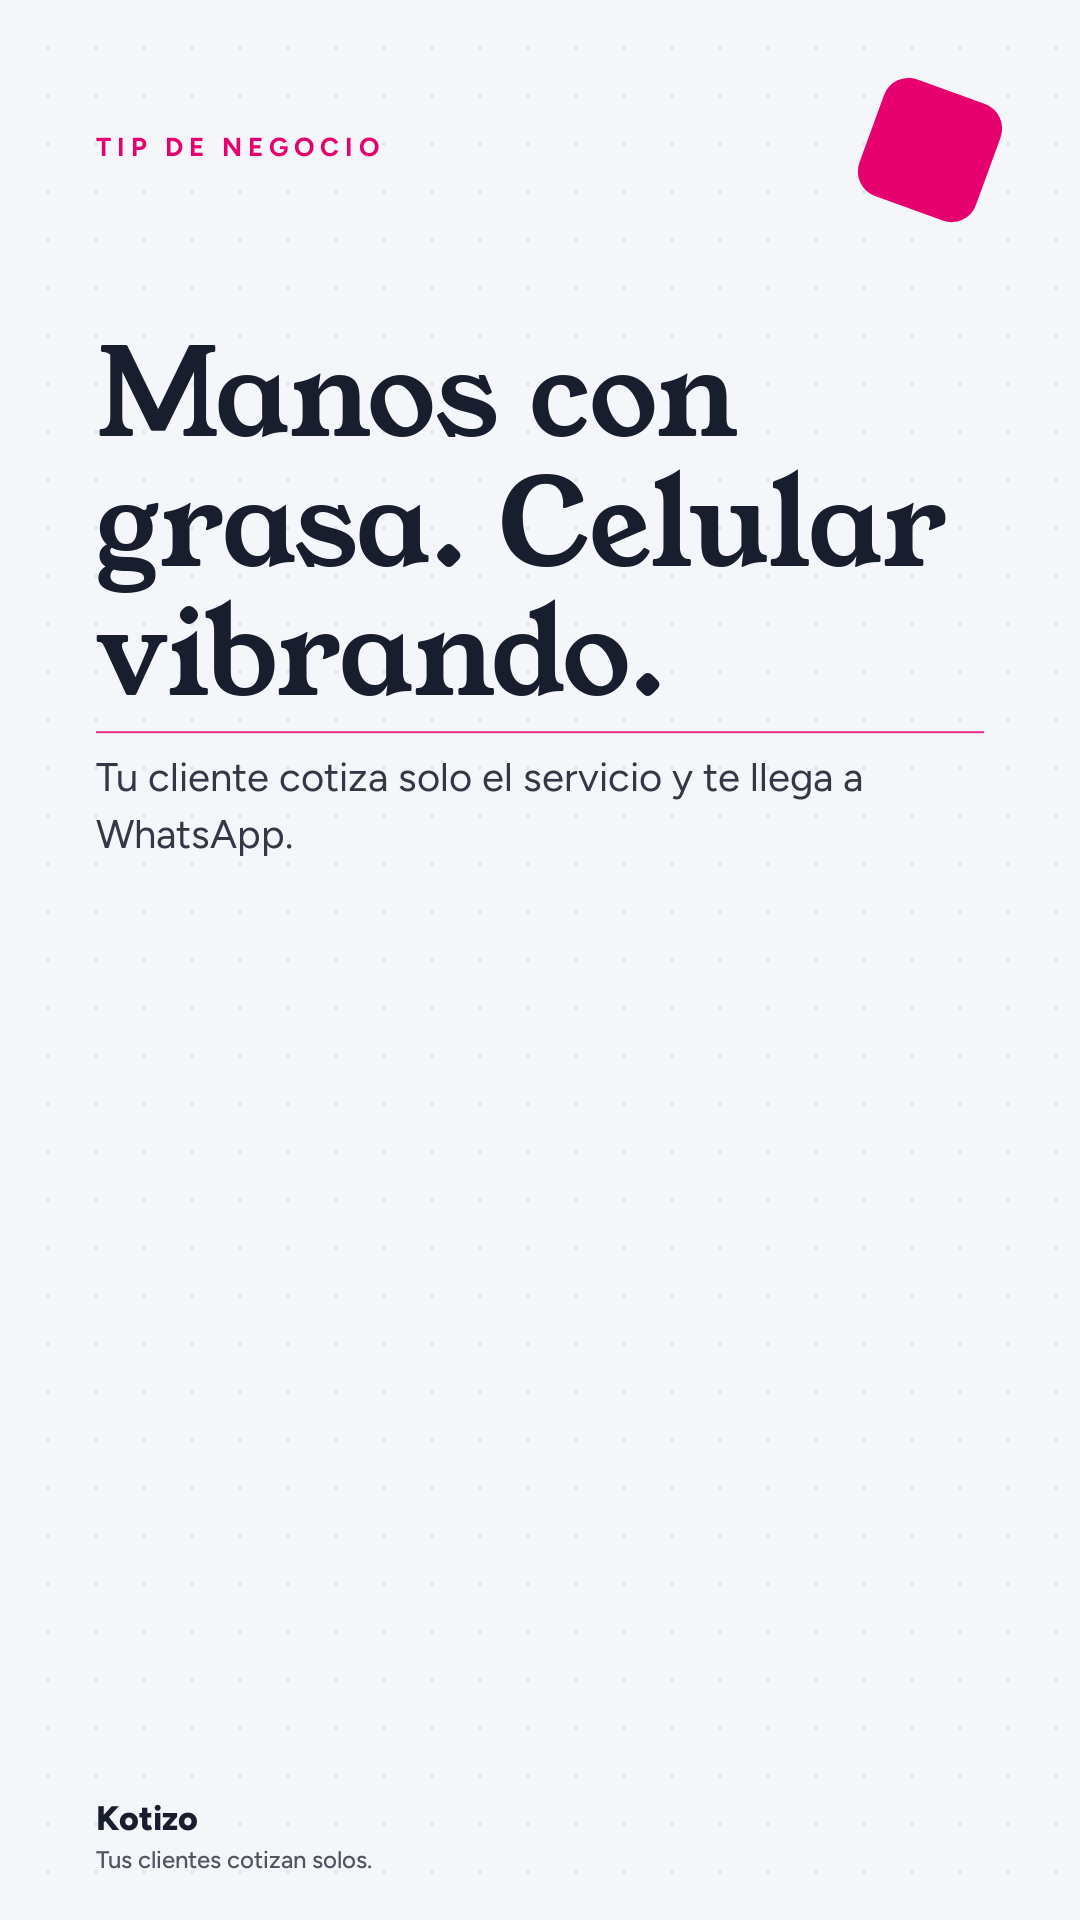 TIP DE NEGOCIO
Manos con
grasa. Celular
vibrando.
Tu cliente cotiza solo el servicio y te llega a
WhatsApp.
Kotizo
Tus clientes cotizan solos.